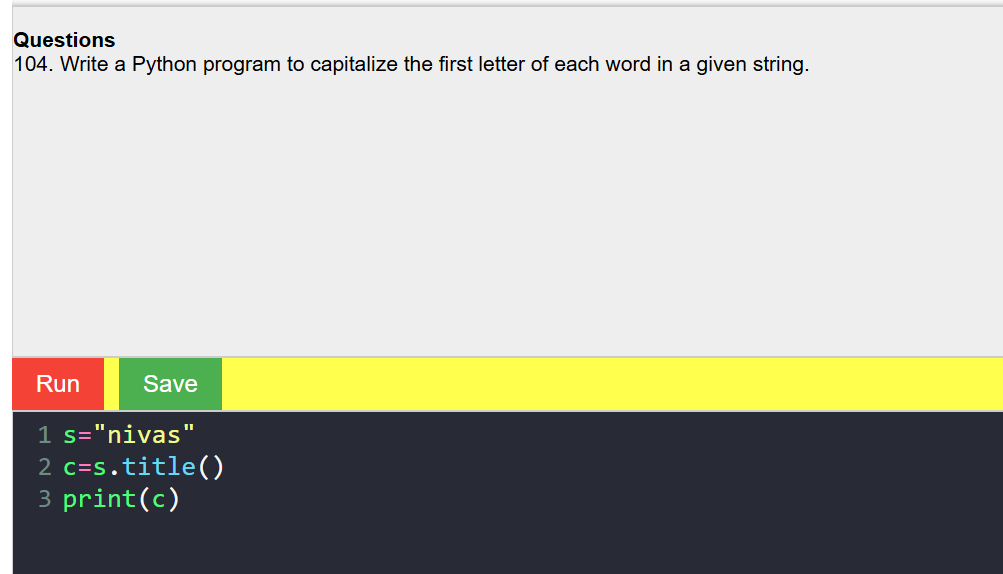 Questions
104. Write a Python program to capitalize the first letter of each word in a given string.
Run Save
1 s="nivas"
2 c=s.title()
3 print(c)